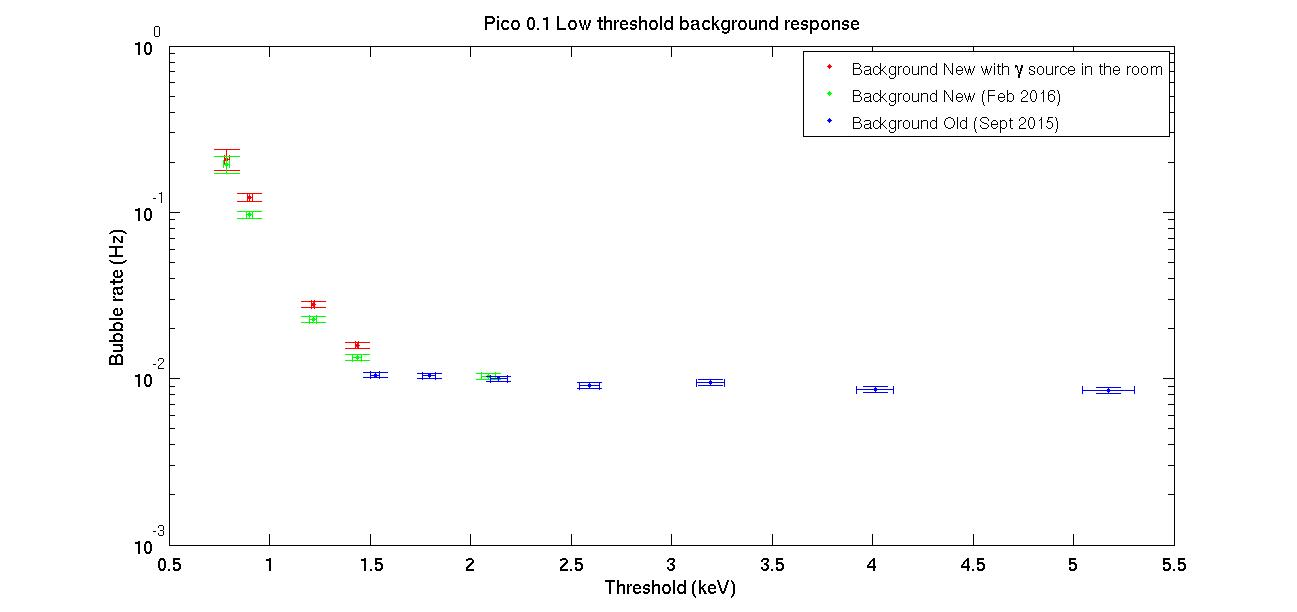 Pico 0.1 Low threshold background response
10^0
10^-1
10^-2
10^-3
Bubble rate (Hz)
Background New with γ source in the room
Background New (Feb 2016)
Background Old (Sept 2015)
0.5 1 1.5 2 2.5 3 3.5 4 4.5 5 5.5
Threshold (keV)